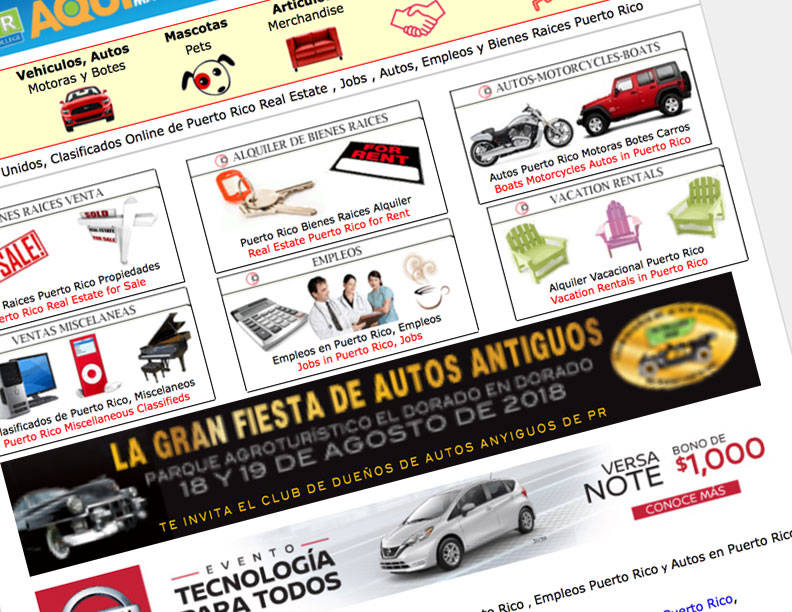 AQUI
Vehiculos, Autos
Motoras y Botes
Mascotas
Pets
Merchandise
Unidos, Clasificados Online de Puerto Rico Real Estate , Jobs , Autos, Empleos y Bienes Raices Puerto Rico
RAICES VENTA
SALE!
SOLD
FOR SALE
Raices Puerto Rico Propiedades
Rico Real Estate for Sale
ALQUILER DE BIENES RAICES
FOR RENT
Puerto Rico Bienes Raices Alquiler
Real Estate Puerto Rico for Rent
AUTOS-MOTORCYCLES-BOATS
Autos Puerto Rico Motoras Botes Carros
Boats Motorcycles Autos in Puerto Rico
VENTAS MISCELANEAS
de Puerto Rico, Miscelaneos
Puerto Rico Miscellaneous Classifieds
EMPLEOS
Empleos en Puerto Rico, Empleos
Jobs in Puerto Rico, Jobs
VACATION RENTALS
Alquiler Vacacional Puerto Rico
Vacation Rentals in Puerto Rico
LA GRAN FIESTA DE AUTOS ANTIGUOS
PARQUE AGROTURÍSTICO EL DORADO EN DORADO
18 Y 19 DE AGOSTO DE 2018
TE INVITA EL CLUB DE DUEÑOS DE AUTOS ANYIGUOS DE PR
EVENTO
TECNOLOGÍA
PARA TODOS
VERSA
NOTE
BONO DE
$1,000
CONOCE MÁS
Rico , Empleos Puerto Rico y Autos en Puerto Rico
Puerto Rico,